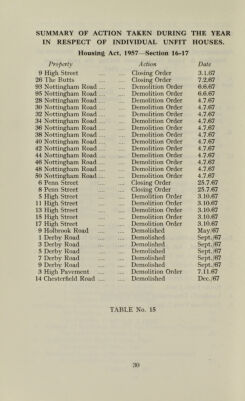 SUMMARY OF ACTION TAKEN DURING THE YEAR
IN RESPECT OF INDIVIDUAL UNFIT HOUSES.
Housing Act, 1957—Section 16-17
Property Action Date
9 High Street ... ... Closing Order 3.1.67
26 The Butts ... Closing Order 7.2.67
93 Nottingham Road ... ... Demolition Order 6.6.67
95 Nottingham Road ... ... Demolition Order 6.6.67
28 Nottingham Road ... ... Demolition Order 4.7.67
30 Nottingham Road ... ... Demolition Order 4.7.67
32 Nottingham Road ... ... Demolition Order 4.7.67
34 Nottingham Road ... ... Demolition Order 4.7.67
36 Nottingham Road ... ... Demolition Order 4.7.67
38 Nottingham Road ... ... Demolition Order 4.7.67
40 Nottingham Road ... ... Demolition Order 4.7.67
42 Nottingham Road ... ... Demolition Order 4.7.67
44 Nottingham Road ... ... Demolition Order 4.7.67
46 Nottingham Road ... ... Demolition Order 4.7.67
48 Nottingham Road ... ... Demolition Order 4.7.67
50 Nottingham Road ... ... Demolition Order 4.7.67
6 Penn Street ... ... Closing Order 25.7.67
8 Penn Street ... ... Closing Order 25.7.67
5 High Street ... ... Demolition Order 3.10.67
11 High Street ... ... Demolition Order 3.10.67
13 High Street ... ... Demolition Order 3.10.67
15 High Street ... ... Demolition Order 3.10.67
17 High Street ... ... Demolition Order 3.10.67
9 Holbrook Road ... Demolished May/67
1 Derby Road ... ... Demolished Sept./67
3 Derby Road ... ... Demolished Sept./67
5 Derby Road ... ... Demolished Sept./67
7 Derby Road ... ... Demolished Sept./67
9 Derby Road ... ... Demolished Sept./67
3 High Pavement ... Demolition Order 7.11.67
14 Chesterfield Road ... ... Demolished Dec./67
TABLE No. 15
30